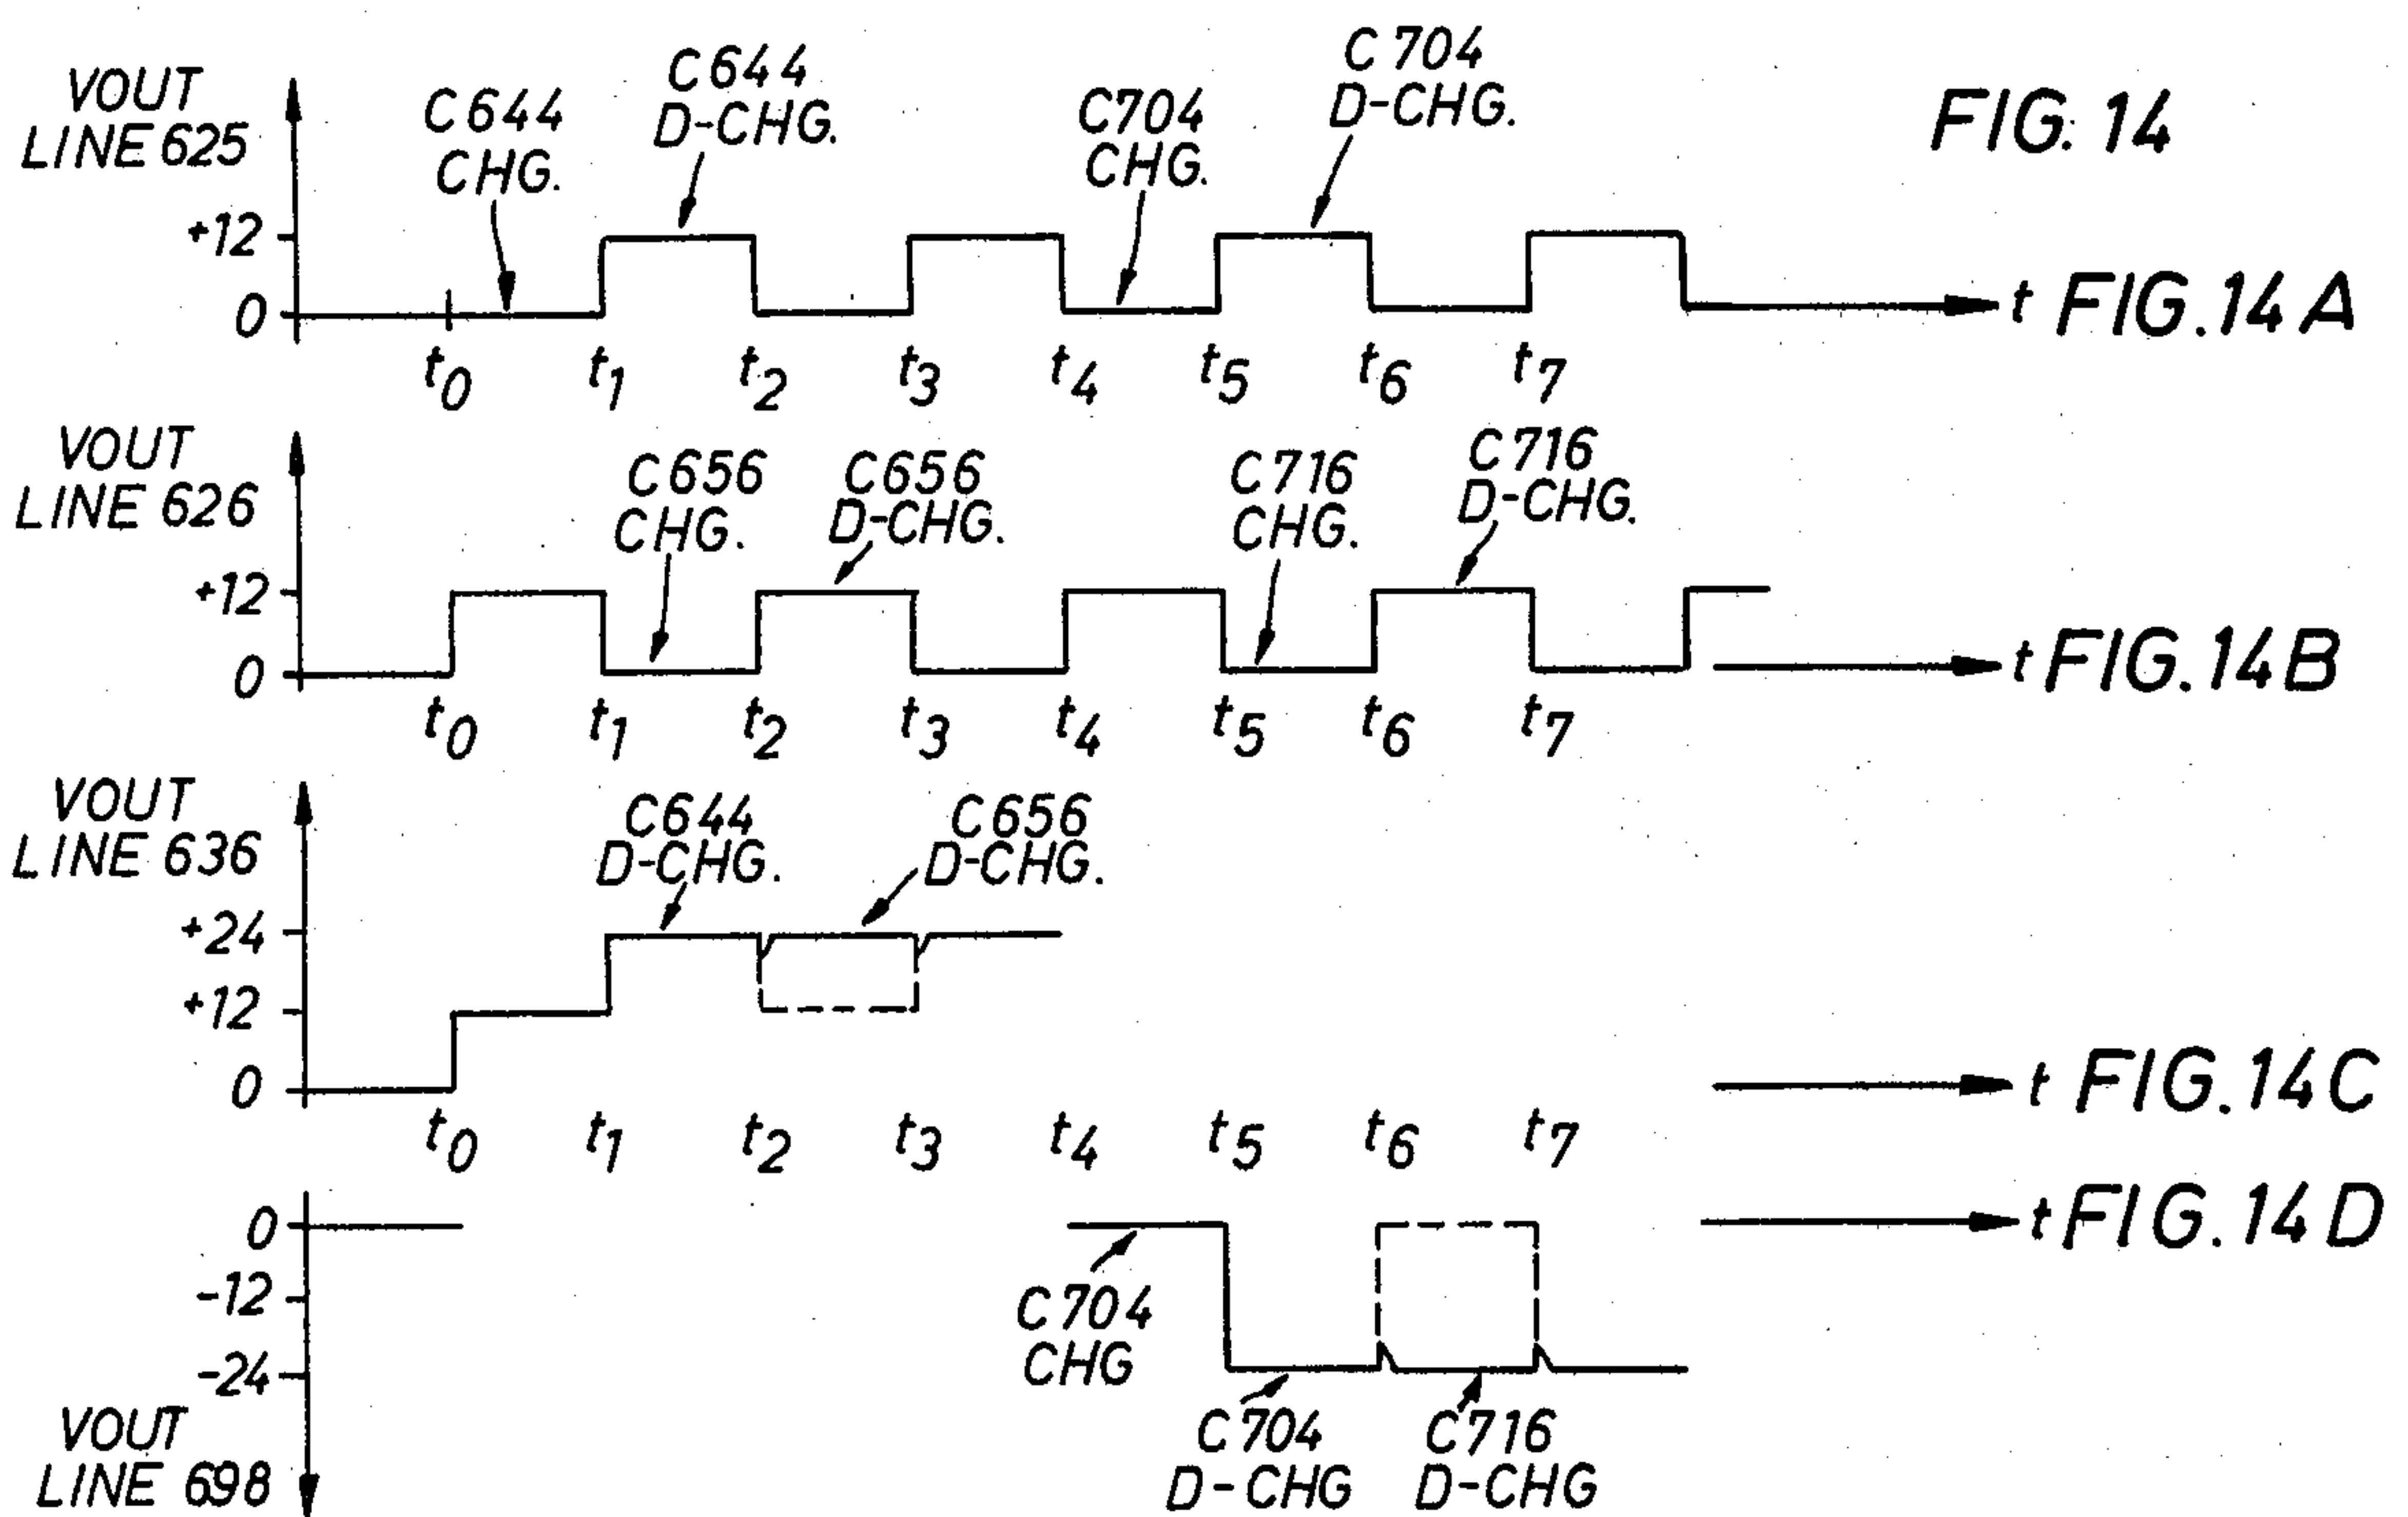 FIG. 14
VOUT
LINE 625
C644
CHG.
C644
D-CHG.
C704
CHG.
C704
D-CHG.
+12
0
t FIG. 14A
t0 t1 t2 t3 t4 t5 t6 t7
VOUT
LINE 626
C656
CHG.
C656
D-CHG.
C716
CHG.
C716
D-CHG.
+12
0
t FIG. 14B
t0 t1 t2 t3 t4 t5 t6 t7
VOUT
LINE 636
C644
D-CHG.
C656
D-CHG.
+24
+12
0
t FIG. 14C
t0 t1 t2 t3 t4 t5 t6 t7
0
-12
-24
t FIG. 14D
C704
CHG
C704
D-CHG
C716
D-CHG
VOUT
LINE 698